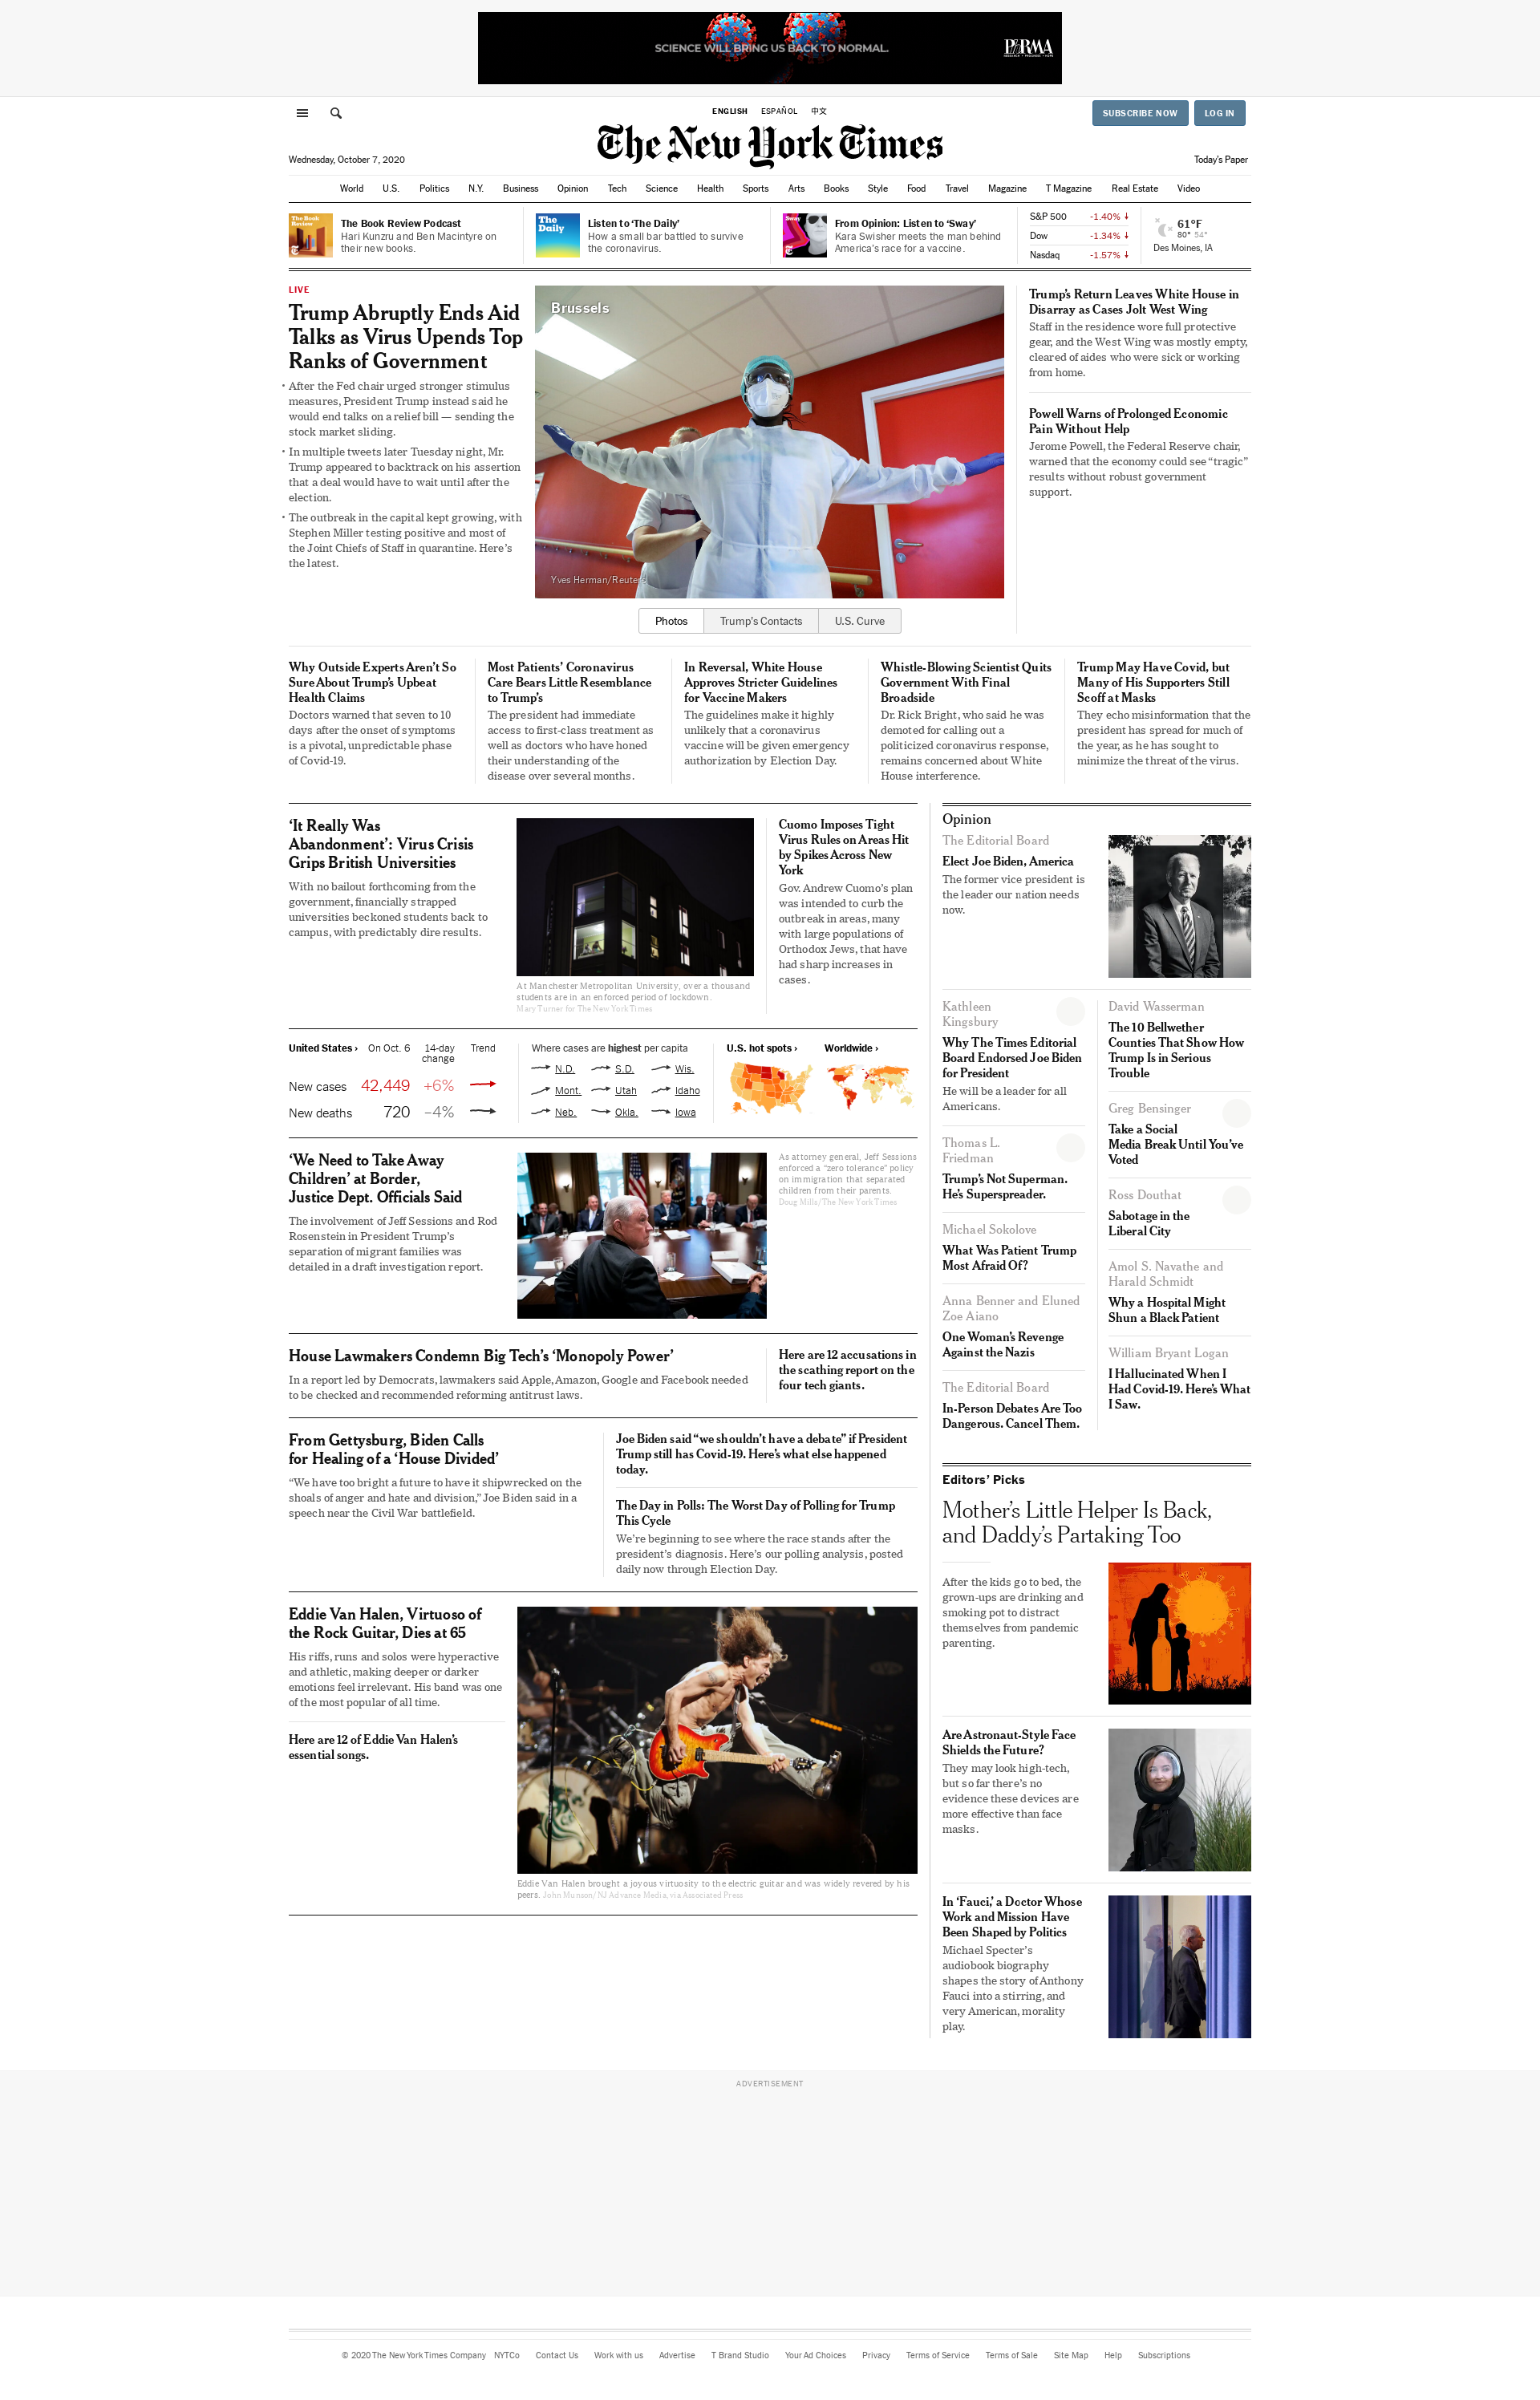 SCIENCE WILL BRING US BACK TO NORMAL.
PhRMA
RESEARCH • PROGRESS • HOPE
ENGLISH ESPAÑOL 中文
SUBSCRIBE NOW LOG IN
The New York Times
Wednesday, October 7, 2020
Today's Paper
World U.S. Politics N.Y. Business Opinion Tech Science Health Sports Arts Books Style Food Travel Magazine T Magazine Real Estate Video
The Book Review
The Book Review Podcast
Hari Kunzru and Ben Macintyre on
their new books.
The Daily
Listen to ‘The Daily’
How a small bar battled to survive
the coronavirus.
Sway
From Opinion: Listen to ‘Sway’
Kara Swisher meets the man behind
America’s race for a vaccine.
S&P 500 -1.40%
Dow -1.34%
Nasdaq -1.57%
61°F
80° 54°
Des Moines, IA
LIVE
Trump Abruptly Ends Aid
Talks as Virus Upends Top
Ranks of Government
• After the Fed chair urged stronger stimulus
measures, President Trump instead said he
would end talks on a relief bill — sending the
stock market sliding.
• In multiple tweets later Tuesday night, Mr.
Trump appeared to backtrack on his assertion
that a deal would have to wait until after the
election.
• The outbreak in the capital kept growing, with
Stephen Miller testing positive and most of
the Joint Chiefs of Staff in quarantine. Here’s
the latest.
Brussels
Yves Herman/Reuters
Photos Trump's Contacts U.S. Curve
Trump’s Return Leaves White House in
Disarray as Cases Jolt West Wing
Staff in the residence wore full protective
gear, and the West Wing was mostly empty,
cleared of aides who were sick or working
from home.
Powell Warns of Prolonged Economic
Pain Without Help
Jerome Powell, the Federal Reserve chair,
warned that the economy could see “tragic”
results without robust government
support.
Why Outside Experts Aren’t So
Sure About Trump’s Upbeat
Health Claims
Doctors warned that seven to 10
days after the onset of symptoms
is a pivotal, unpredictable phase
of Covid-19.
Most Patients’ Coronavirus
Care Bears Little Resemblance
to Trump’s
The president had immediate
access to first-class treatment as
well as doctors who have honed
their understanding of the
disease over several months.
In Reversal, White House
Approves Stricter Guidelines
for Vaccine Makers
The guidelines make it highly
unlikely that a coronavirus
vaccine will be given emergency
authorization by Election Day.
Whistle-Blowing Scientist Quits
Government With Final
Broadside
Dr. Rick Bright, who said he was
demoted for calling out a
politicized coronavirus response,
remains concerned about White
House interference.
Trump May Have Covid, but
Many of His Supporters Still
Scoff at Masks
They echo misinformation that the
president has spread for much of
the year, as he has sought to
minimize the threat of the virus.
‘It Really Was
Abandonment’: Virus Crisis
Grips British Universities
With no bailout forthcoming from the
government, financially strapped
universities beckoned students back to
campus, with predictably dire results.
At Manchester Metropolitan University, over a thousand
students are in an enforced period of lockdown.
Mary Turner for The New York Times
Cuomo Imposes Tight
Virus Rules on Areas Hit
by Spikes Across New
York
Gov. Andrew Cuomo’s plan
was intended to curb the
outbreak in areas, many
with large populations of
Orthodox Jews, that have
had sharp increases in
cases.
United States › On Oct. 6 14-day
change Trend
New cases 42,449 +6%
New deaths 720 –4%
Where cases are highest per capita
N.D. S.D. Wis.
Mont. Utah Idaho
Neb. Okla. Iowa
U.S. hot spots › Worldwide ›
‘We Need to Take Away
Children’ at Border,
Justice Dept. Officials Said
The involvement of Jeff Sessions and Rod
Rosenstein in President Trump’s
separation of migrant families was
detailed in a draft investigation report.
As attorney general, Jeff Sessions
enforced a “zero tolerance” policy
on immigration that separated
children from their parents.
Doug Mills/The New York Times
House Lawmakers Condemn Big Tech’s ‘Monopoly Power’
In a report led by Democrats, lawmakers said Apple, Amazon, Google and Facebook needed
to be checked and recommended reforming antitrust laws.
Here are 12 accusations in
the scathing report on the
four tech giants.
From Gettysburg, Biden Calls
for Healing of a ‘House Divided’
“We have too bright a future to have it shipwrecked on the
shoals of anger and hate and division,” Joe Biden said in a
speech near the Civil War battlefield.
Joe Biden said “we shouldn’t have a debate” if President
Trump still has Covid-19. Here’s what else happened
today.
The Day in Polls: The Worst Day of Polling for Trump
This Cycle
We’re beginning to see where the race stands after the
president’s diagnosis. Here’s our polling analysis, posted
daily now through Election Day.
Eddie Van Halen, Virtuoso of
the Rock Guitar, Dies at 65
His riffs, runs and solos were hyperactive
and athletic, making deeper or darker
emotions feel irrelevant. His band was one
of the most popular of all time.
Here are 12 of Eddie Van Halen’s
essential songs.
Eddie Van Halen brought a joyous virtuosity to the electric guitar and was widely revered by his
peers. John Munson/NJ Advance Media, via Associated Press
Opinion
The Editorial Board
Elect Joe Biden, America
The former vice president is
the leader our nation needs
now.
Kathleen
Kingsbury
Why The Times Editorial
Board Endorsed Joe Biden
for President
He will be a leader for all
Americans.
Thomas L.
Friedman
Trump’s Not Superman.
He’s Superspreader.
Michael Sokolove
What Was Patient Trump
Most Afraid Of?
Anna Benner and Eluned
Zoe Aiano
One Woman’s Revenge
Against the Nazis
The Editorial Board
In-Person Debates Are Too
Dangerous. Cancel Them.
David Wasserman
The 10 Bellwether
Counties That Show How
Trump Is in Serious
Trouble
Greg Bensinger
Take a Social
Media Break Until You’ve
Voted
Ross Douthat
Sabotage in the
Liberal City
Amol S. Navathe and
Harald Schmidt
Why a Hospital Might
Shun a Black Patient
William Bryant Logan
I Hallucinated When I
Had Covid-19. Here’s What
I Saw.
Editors’ Picks
Mother’s Little Helper Is Back,
and Daddy’s Partaking Too
After the kids go to bed, the
grown-ups are drinking and
smoking pot to distract
themselves from pandemic
parenting.
Are Astronaut-Style Face
Shields the Future?
They may look high-tech,
but so far there’s no
evidence these devices are
more effective than face
masks.
In ‘Fauci,’ a Doctor Whose
Work and Mission Have
Been Shaped by Politics
Michael Specter’s
audiobook biography
shapes the story of Anthony
Fauci into a stirring, and
very American, morality
play.
ADVERTISEMENT
© 2020 The New York Times Company NYTCo Contact Us Work with us Advertise T Brand Studio Your Ad Choices Privacy Terms of Service Terms of Sale Site Map Help Subscriptions